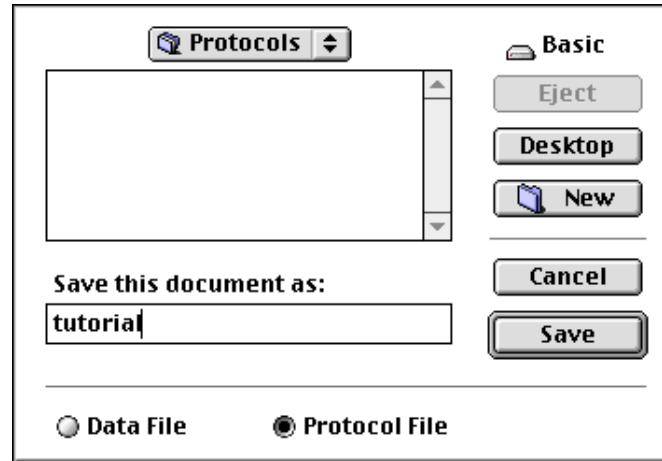 Protocols
Basic
Eject
Desktop
New
Save this document as:
Cancel
tutorial
Save
Data File
Protocol File